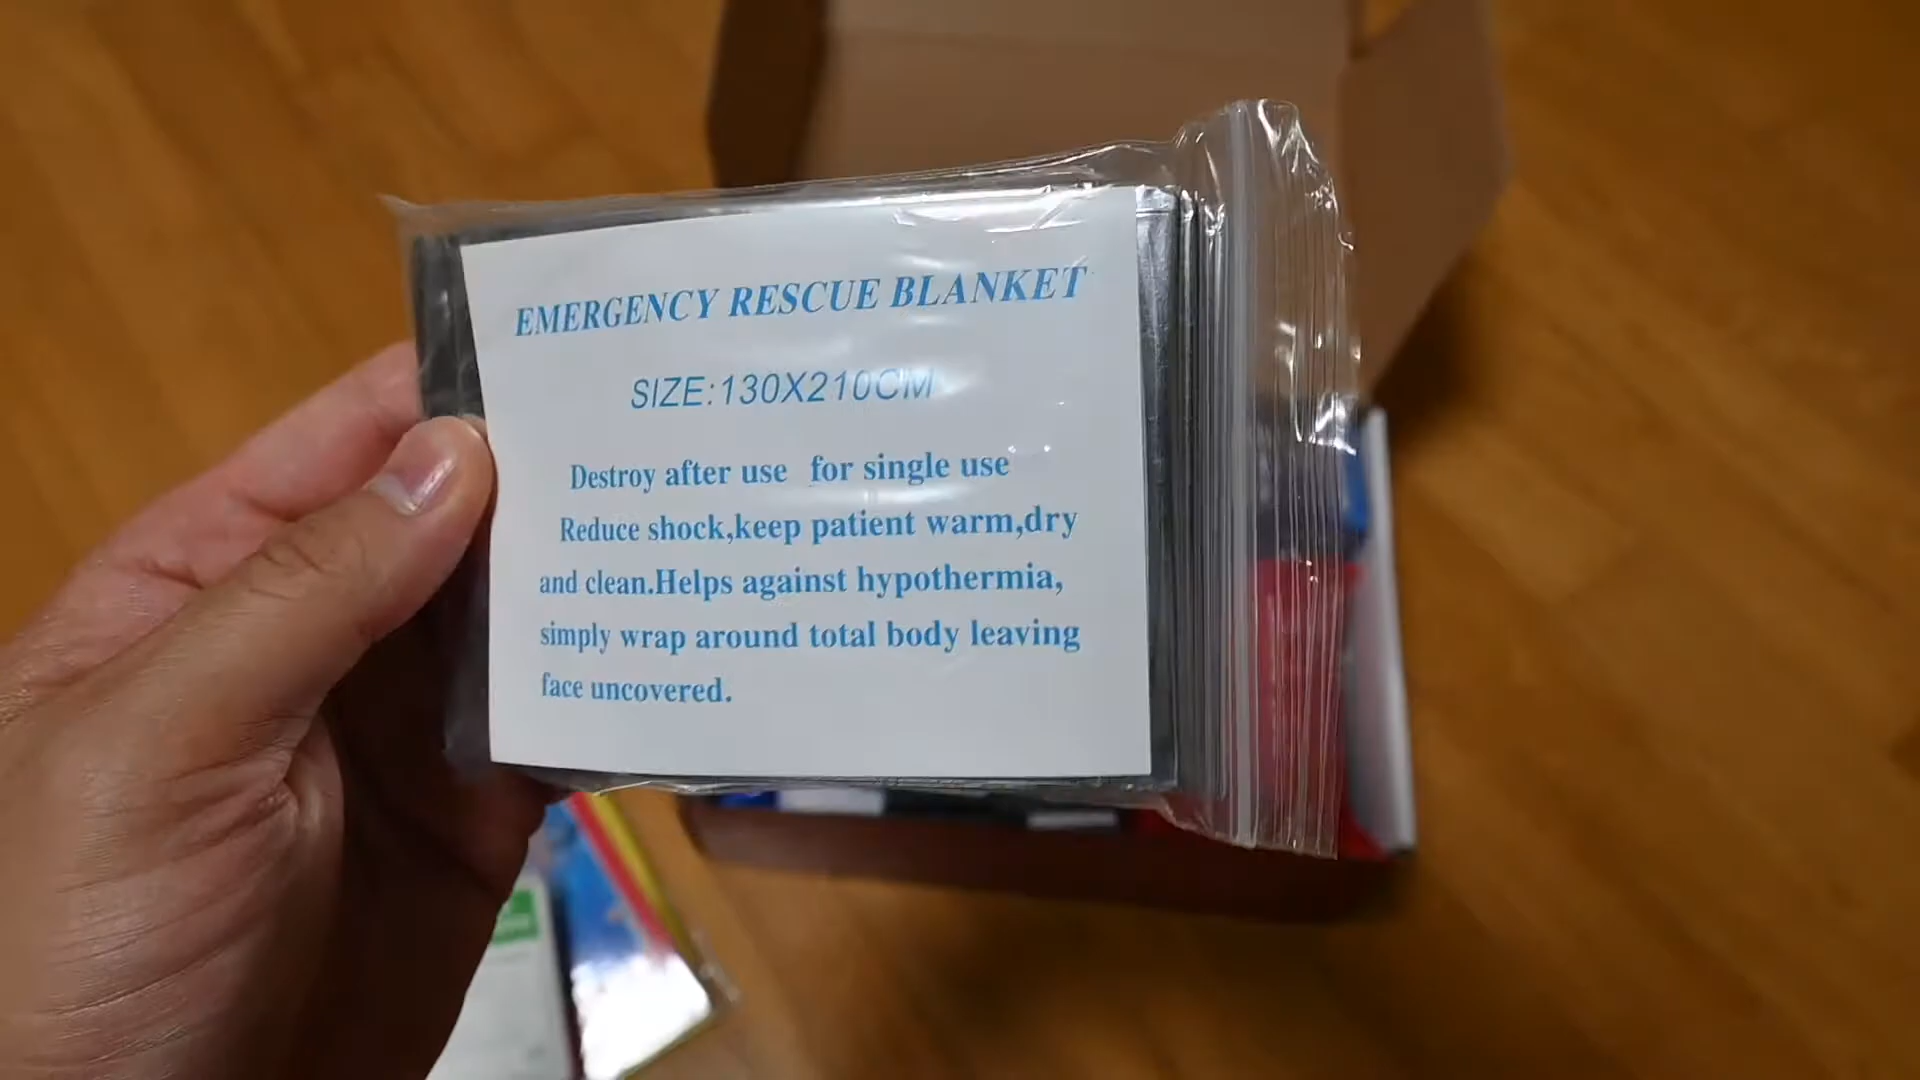 EMERGENCY RESCUE BLANKET
SIZE:130X210CM
Destroy after use for single use
Reduce shock,keep patient warm,dry
and clean.Helps against hypothermia,
simply wrap around total body leaving
face uncovered.